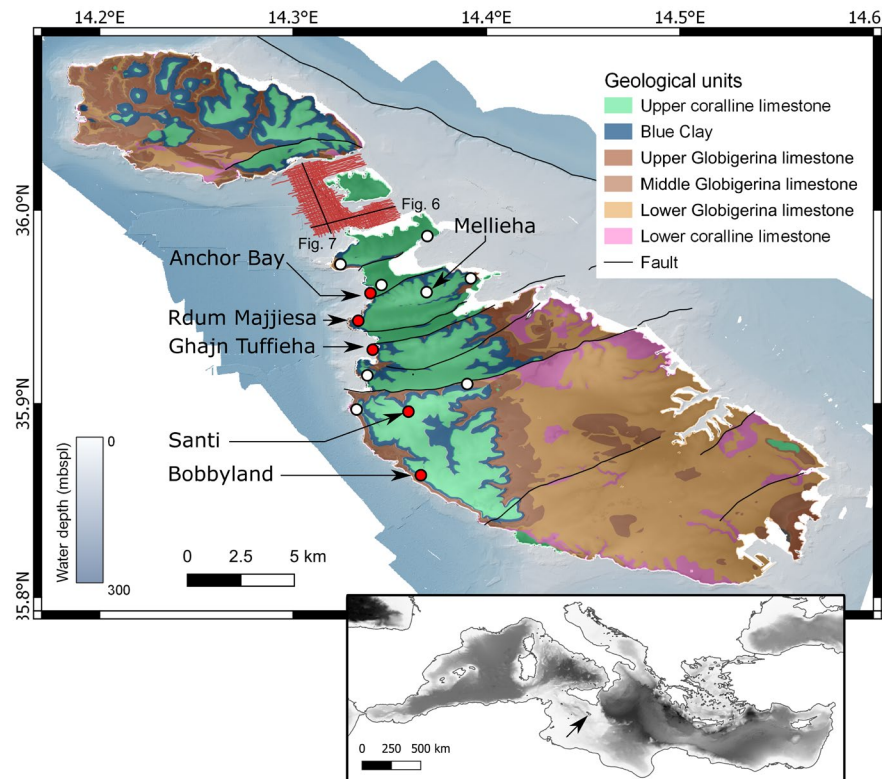 14.2°E
14.3°E
14.4°E
14.5°E
14.6
Geological units
Upper coralline limestone
Blue Clay
Upper Globigerina limestone
Middle Globigerina limestone
Lower Globigerina limestone
Lower coralline limestone
Fault
36.0°N
35.9°N
35.8°N
Fig. 6
Fig. 7
Mellieha
Anchor Bay
Rdum Majjiesa
Ghajn Tuffieha
Santi
Bobbyland
Water depth (mbspl)
0
300
0 2.5 5 km
0 250 500 km